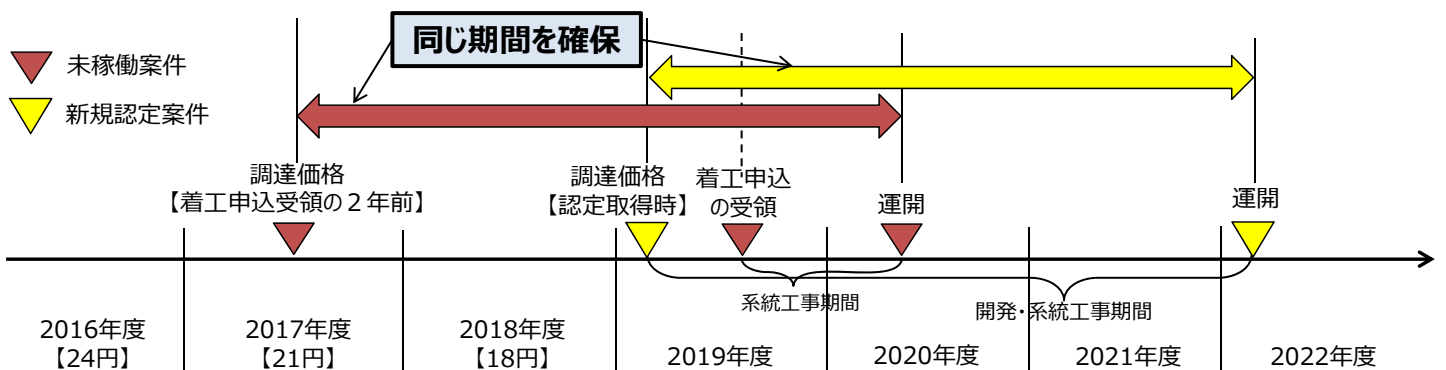 同じ期間を確保
未稼働案件
新規認定案件
調達価格
【着工申込受領の２年前】
調達価格
【認定取得時】
着工申込
の受領
運開
運開
系統工事期間
開発・系統工事期間
2016年度
【24円】
2017年度
【21円】
2018年度
【18円】
2019年度
2020年度
2021年度
2022年度